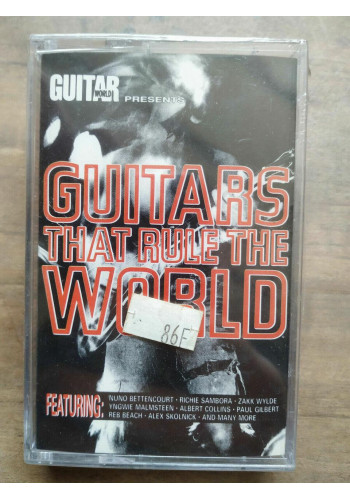 GUITAR
WORLD
PRESENTS
GUITARS
THAT RULE THE
WORLD
86F
FEATURING:
NUNO BETTENCOURT · RICHIE SAMBORA · ZAKK WYLDE
YNGWIE MALMSTEEN · ALBERT COLLINS · PAUL GILBERT
REB BEACH · ALEX SKOLNICK · AND MANY MORE